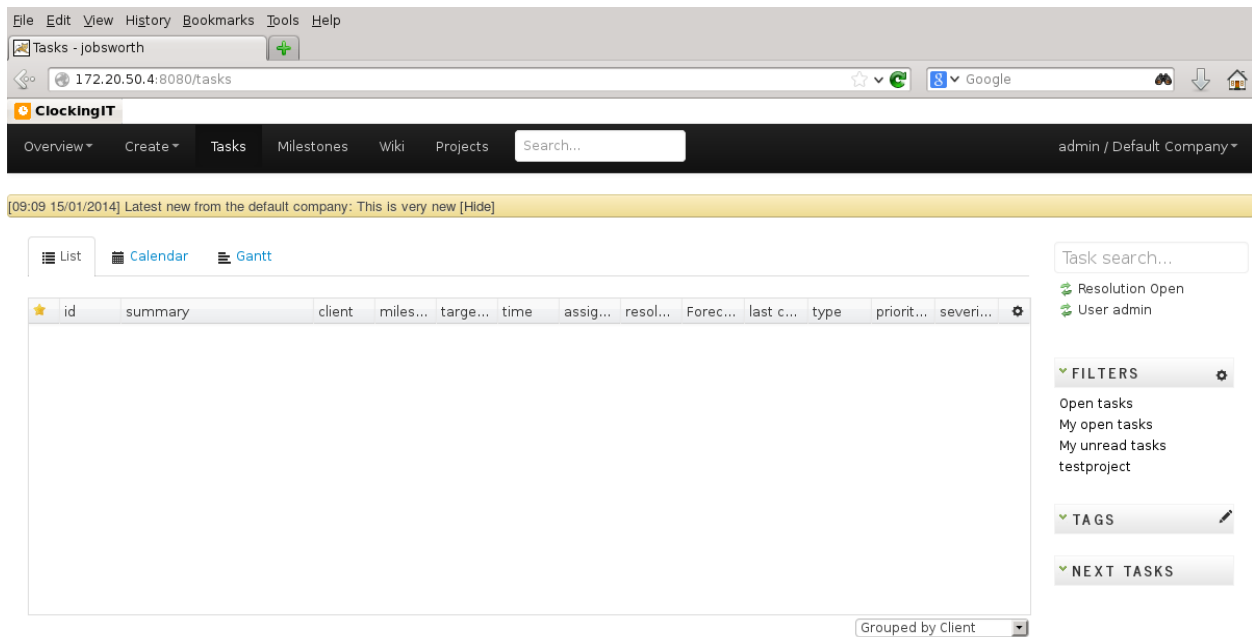 File Edit View History Bookmarks Tools Help
Tasks - jobsworth
172.20.50.4:8080/tasks
Google
ClockingIT
Overview Create Tasks Milestones Wiki Projects Search... admin / Default Company
[09:09 15/01/2014] Latest new from the default company: This is very new [Hide]
List Calendar Gantt
id summary client miles... targe... time assig... resol... Forec... last c... type priorit... severi...
Grouped by Client
Task search...
Resolution Open
User admin
FILTERS
Open tasks
My open tasks
My unread tasks
testproject
TAGS
NEXT TASKS